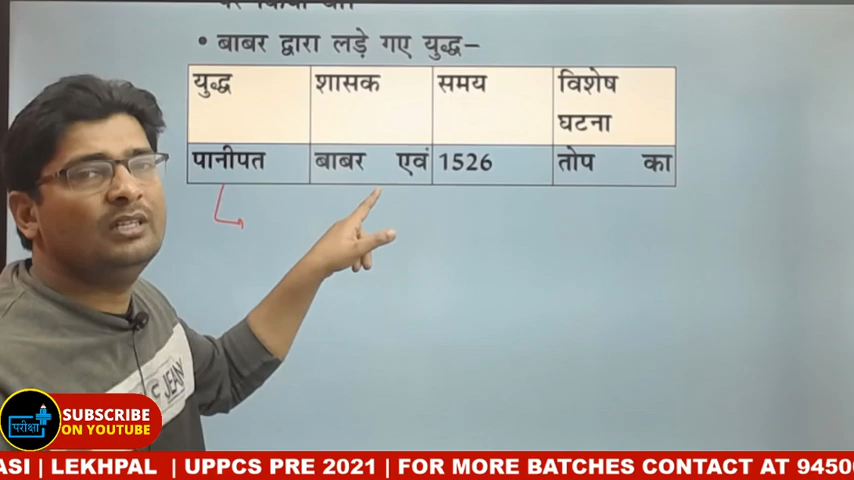 • बाबर द्वारा लड़े गए युद्ध–
युद्ध शासक समय विशेष
घटना
पानीपत बाबर एवं 1526 तोप का
JEAN
परीक्षा
SUBSCRIBE
ON YOUTUBE
ASI | LEKHPAL | UPPCS PRE 2021 | FOR MORE BATCHES CONTACT AT 9450